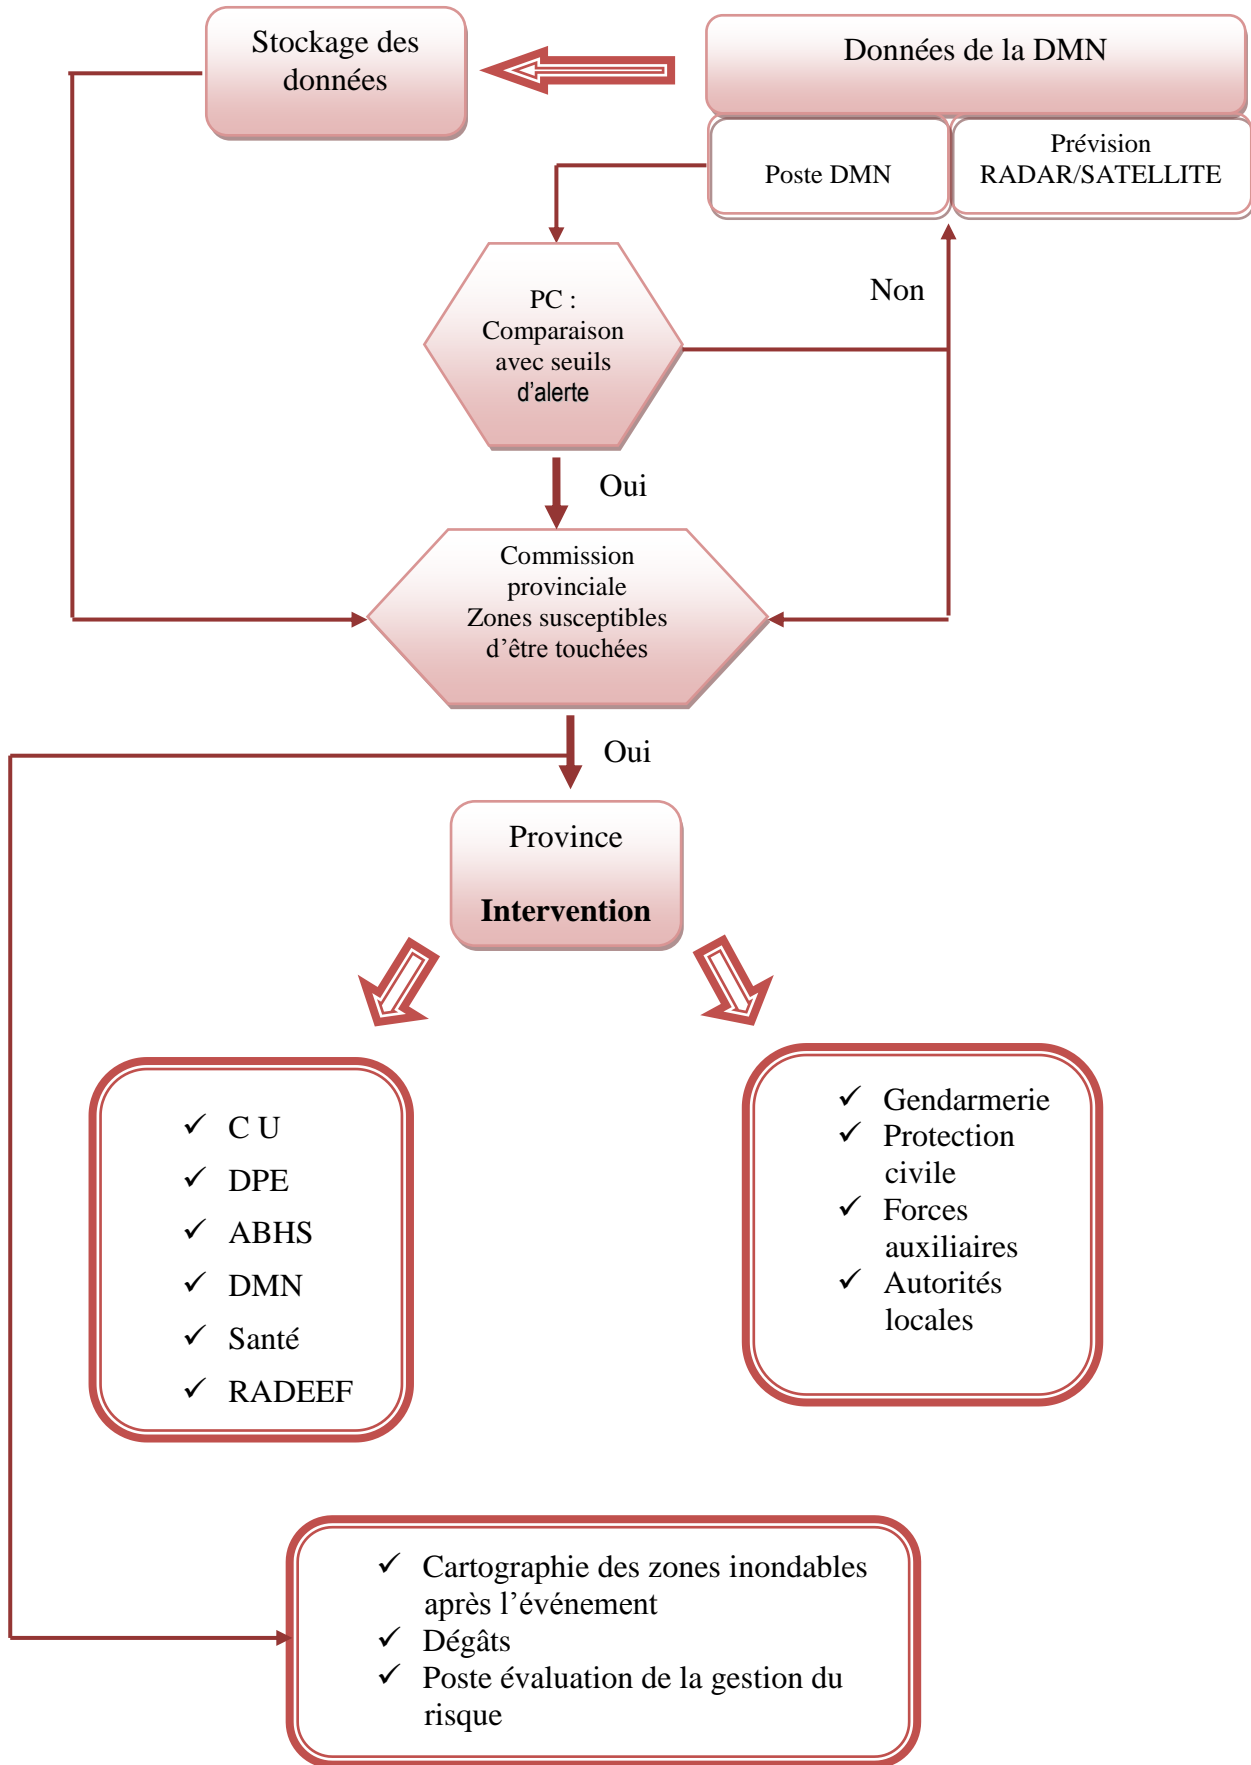 Stockage des
données
Données de la DMN
Poste DMN
Prévision
RADAR/SATELLITE
PC :
Comparaison
avec seuils
d'alerte
Non
Oui
Commission
provinciale
Zones susceptibles
d'être touchées
Oui
Province
Intervention
✓ C U
✓ DPE
✓ ABHS
✓ DMN
✓ Santé
✓ RADEEF
✓ Gendarmerie
✓ Protection
civile
✓ Forces
auxiliaires
✓ Autorités
locales
✓ Cartographie des zones inondables
après l'événement
✓ Dégâts
✓ Poste évaluation de la gestion du
risque